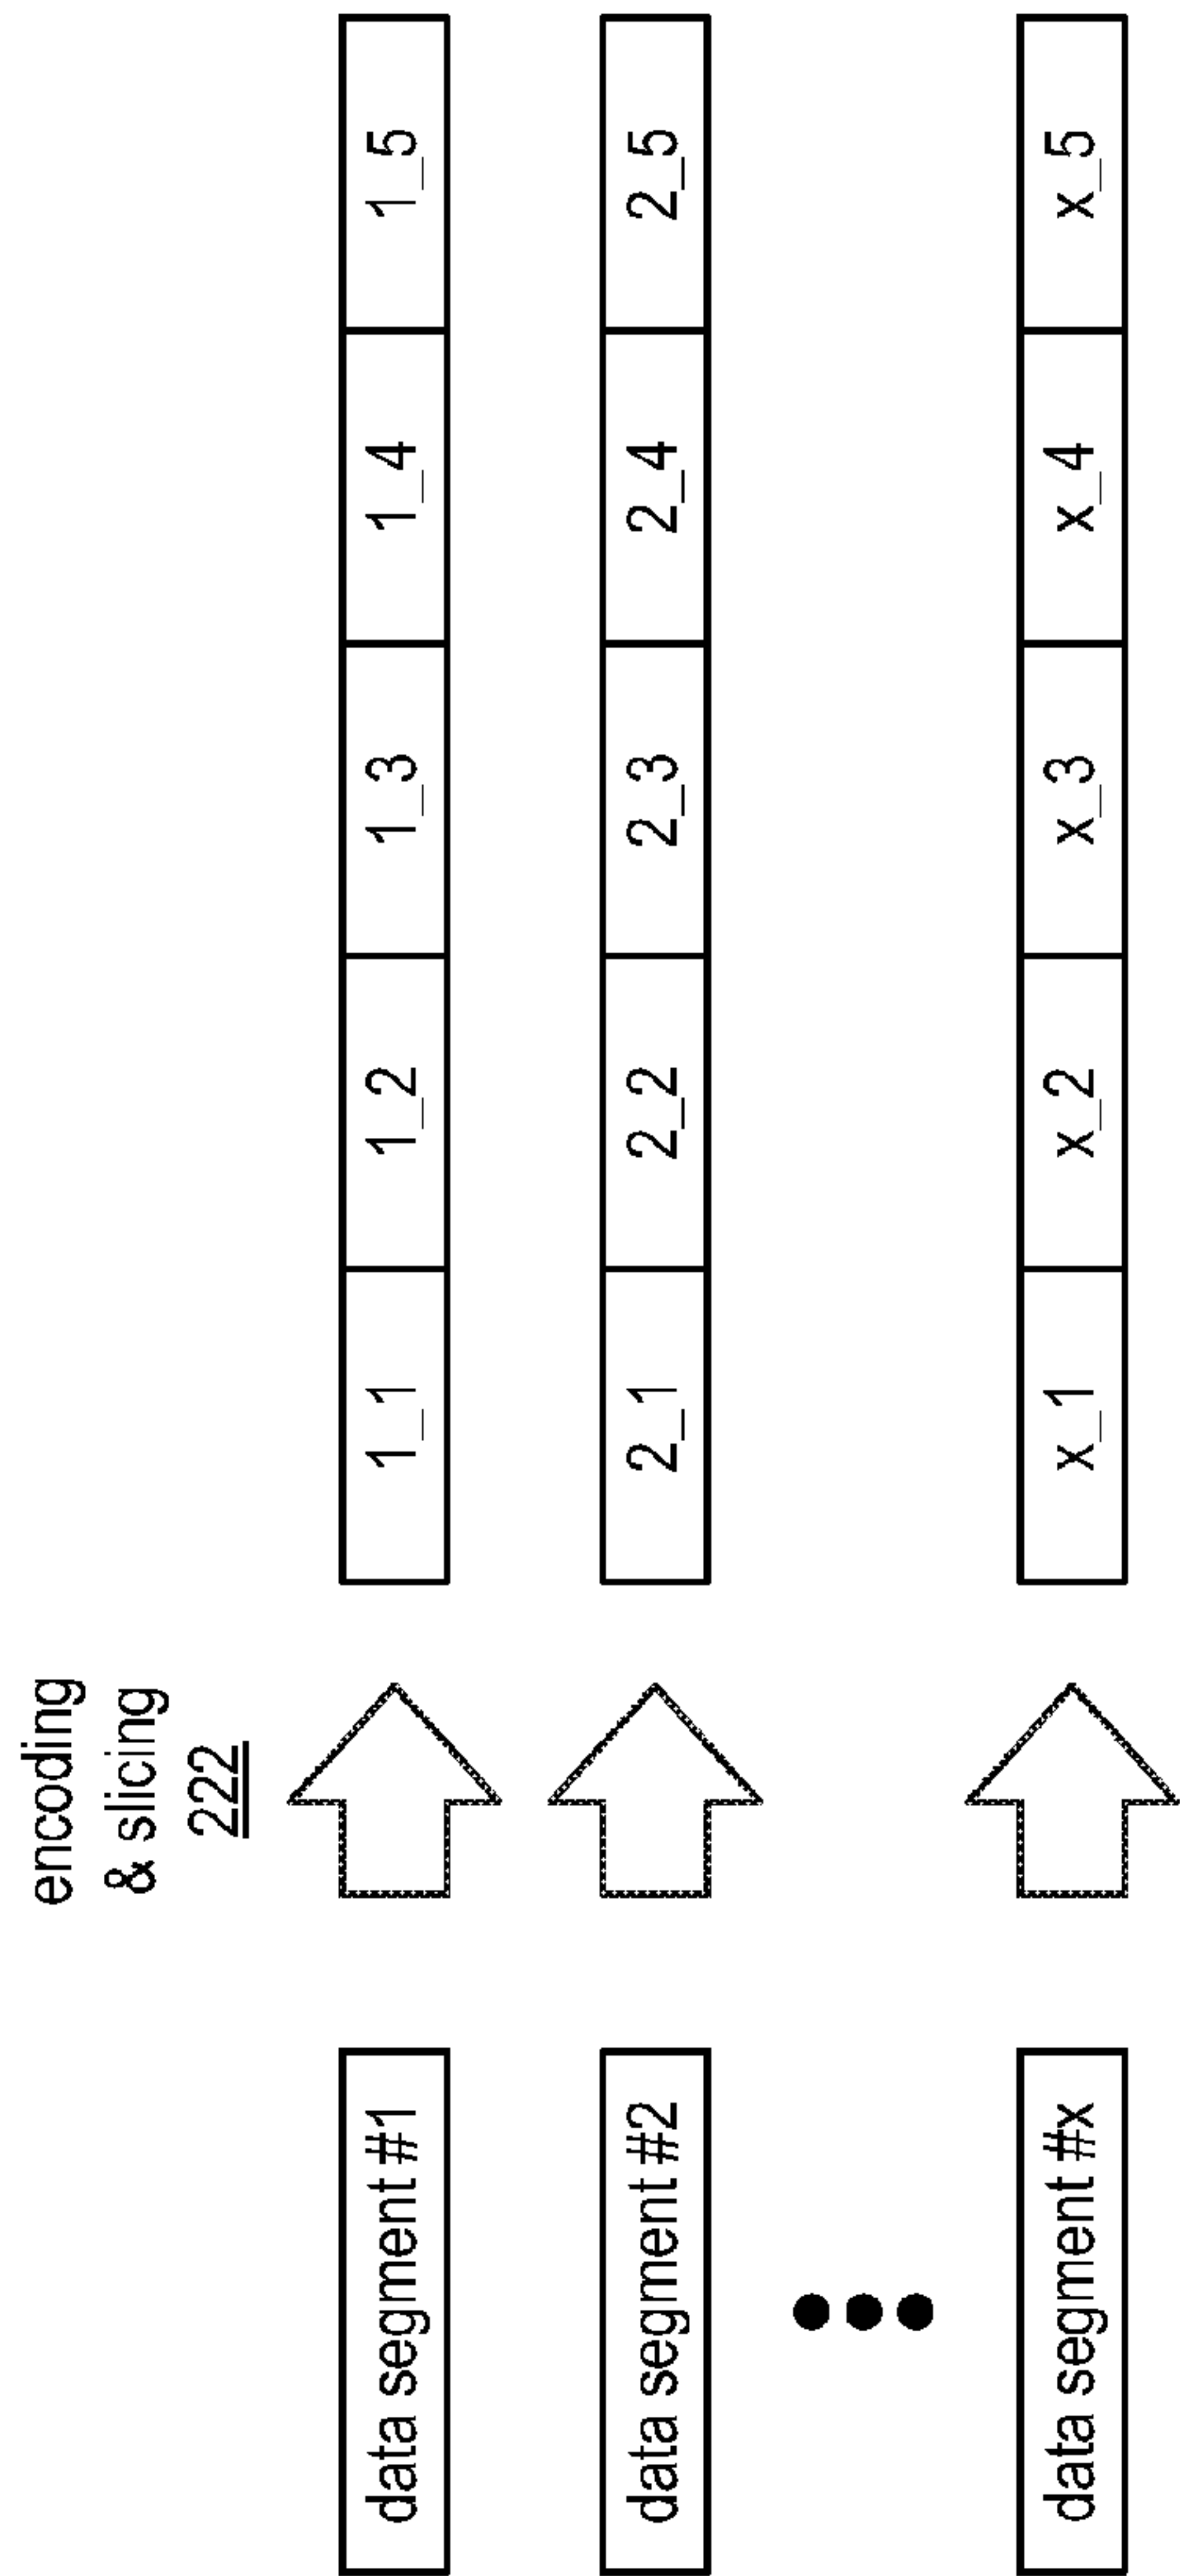 encoding
& slicing
222
data segment #1
1_1 1_2 1_3 1_4 1_5
data segment #2
2_1 2_2 2_3 2_4 2_5
data segment #x
x_1 x_2 x_3 x_4 x_5